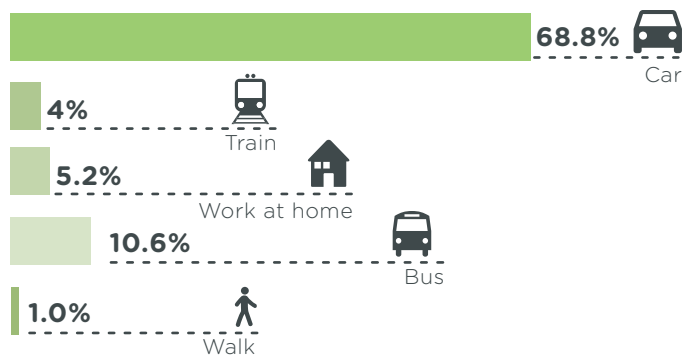 68.8%
Car
4%
Train
5.2%
Work at home
10.6%
Bus
1.0%
Walk